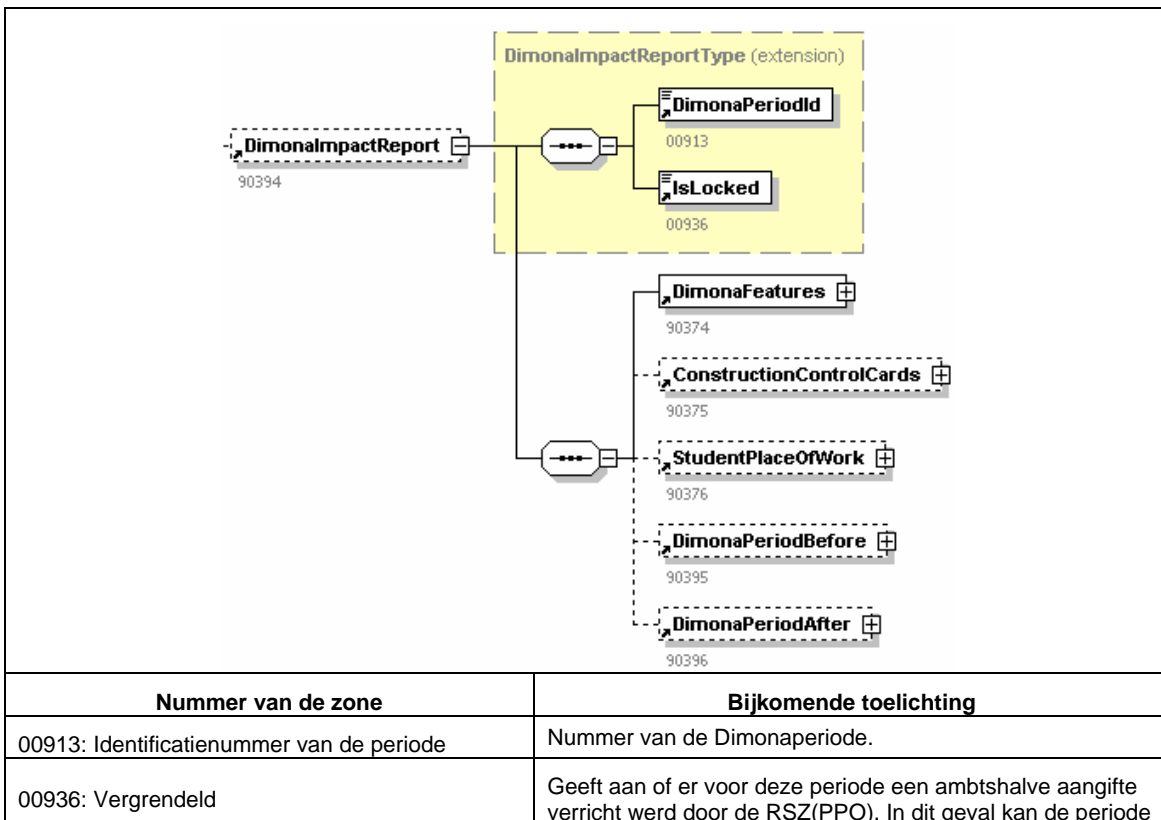 DimonaImpactReportType (extension)
DimonaPeriodId
00913
DimonaImpactReport
90394
IsLocked
00936
DimonaFeatures
90374
ConstructionControlCards
90375
StudentPlaceOfWork
90376
DimonaPeriodBefore
90395
DimonaPeriodAfter
90396
Nummer van de zone
Bijkomende toelichting
00913: Identificatienummer van de periode
Nummer van de Dimonaperiode.
00936: Vergrendeld
Geeft aan of er voor deze periode een ambtshalve aangifte
verricht werd door de RSZ(PPO). In dit geval kan de periode